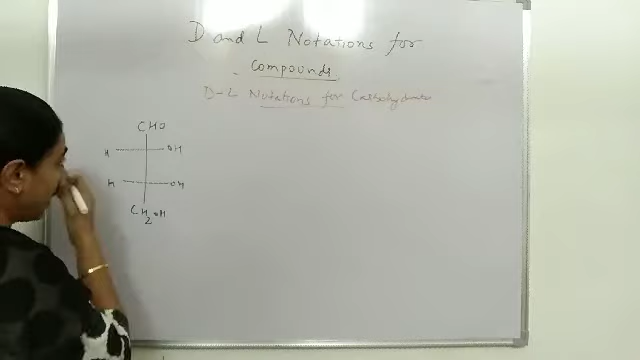 D and L Notations for
Compounds.
D-L Notations for Carbohydrates
CHO
H OH
H OH
CH2OH